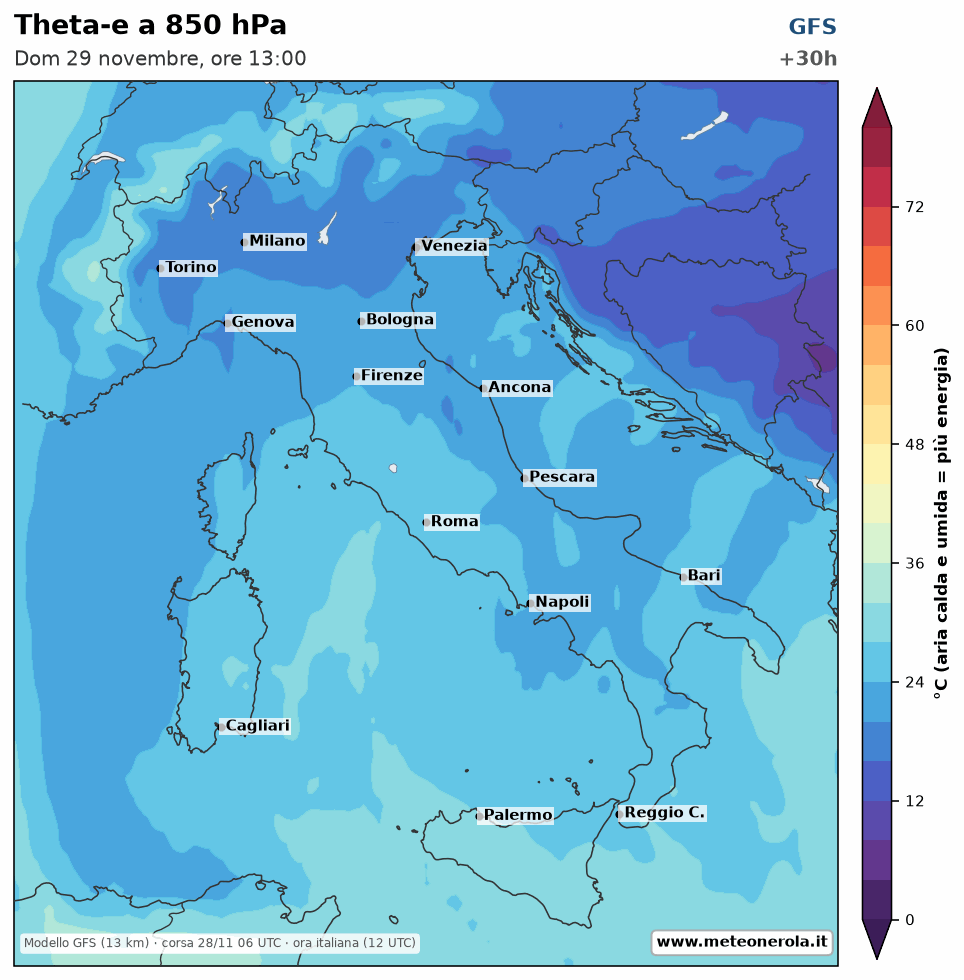 Theta-e a 850 hPa
GFS
Dom 29 novembre, ore 13:00
+30h
Milano
Venezia
Torino
Genova
Bologna
Firenze
Ancona
Pescara
Roma
Bari
Napoli
Cagliari
Palermo
Reggio C.
72
60
48
36
24
12
0
°C (aria calda e umida = più energia)
Modello GFS (13 km) · corsa 28/11 06 UTC · ora italiana (12 UTC)
www.meteonerola.it